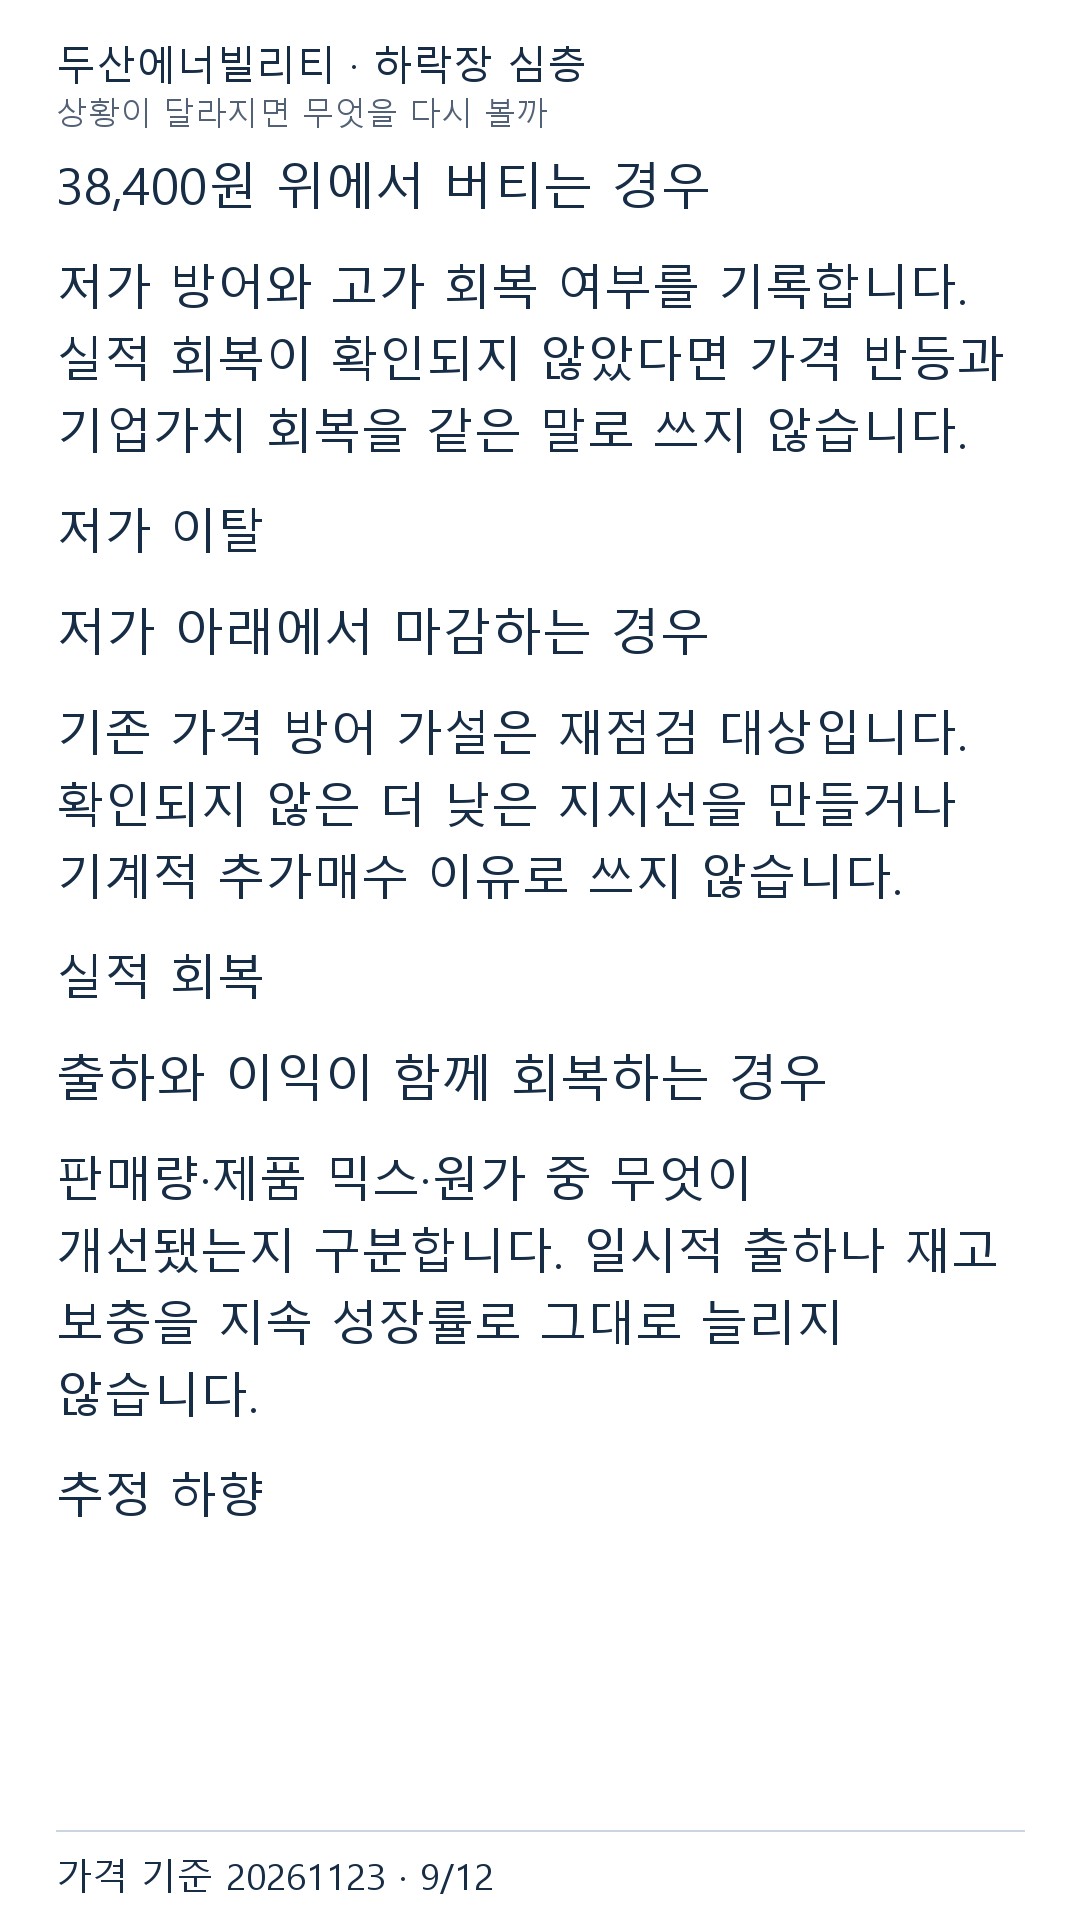 두산에너빌리티 · 하락장 심층
상황이 달라지면 무엇을 다시 볼까
38,400원 위에서 버티는 경우
저가 방어와 고가 회복 여부를 기록합니다.
실적 회복이 확인되지 않았다면 가격 반등과
기업가치 회복을 같은 말로 쓰지 않습니다.
저가 이탈
저가 아래에서 마감하는 경우
기존 가격 방어 가설은 재점검 대상입니다.
확인되지 않은 더 낮은 지지선을 만들거나
기계적 추가매수 이유로 쓰지 않습니다.
실적 회복
출하와 이익이 함께 회복하는 경우
판매량·제품 믹스·원가 중 무엇이
개선됐는지 구분합니다. 일시적 출하나 재고
보충을 지속 성장률로 그대로 늘리지
않습니다.
추정 하향
가격 기준 20261123 · 9/12